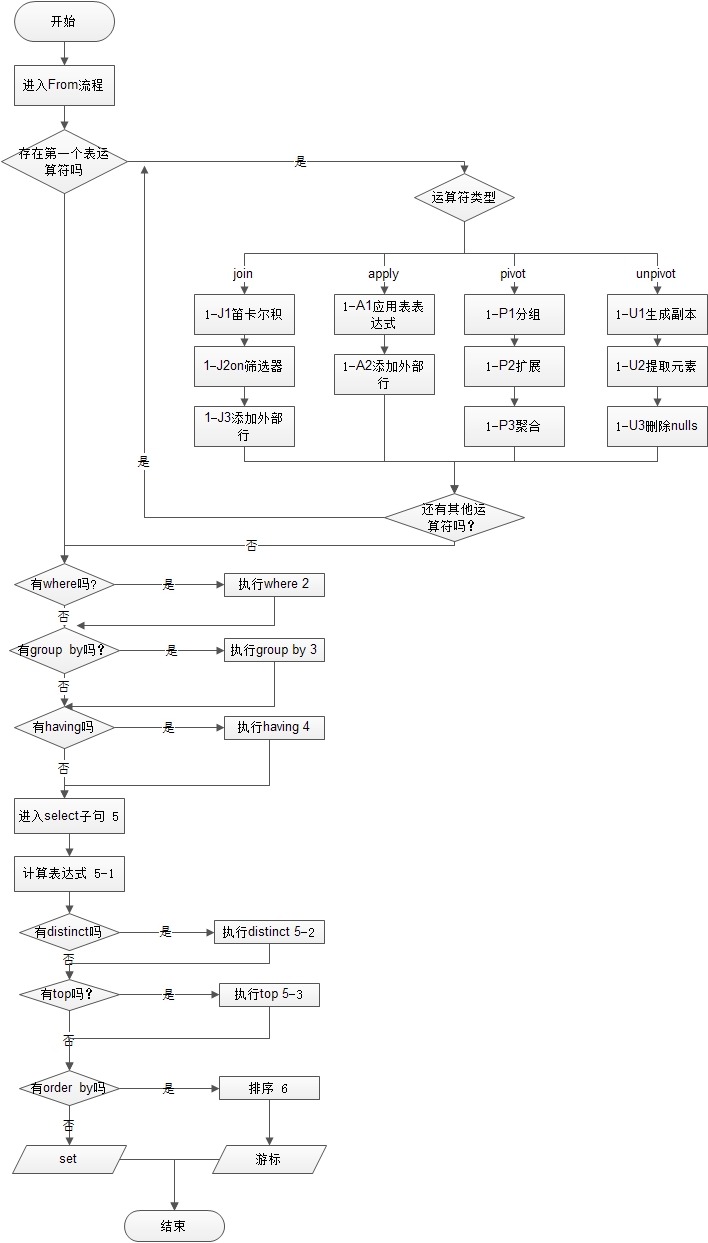 开始
进入From流程
存在第一个表运
算符吗
是
运算符类型
join
apply
pivot
unpivot
1-J1笛卡尔积
1-A1应用表表
达式
1-P1分组
1-U1生成副本
1-J2on筛选器
1-A2添加外部
行
1-P2扩展
1-U2提取元素
1-J3添加外部
行
1-P3聚合
1-U3删除nulls
是
还有其他运
算符吗?
否
有where吗?
是
执行where 2
否
有group by吗?
是
执行group by 3
否
有having吗
是
执行having 4
否
进入select子句 5
计算表达式 5-1
有distinct吗
是
执行distinct 5-2
否
有top吗?
是
执行top 5-3
否
有order by吗
是
排序 6
否
set
游标
结束